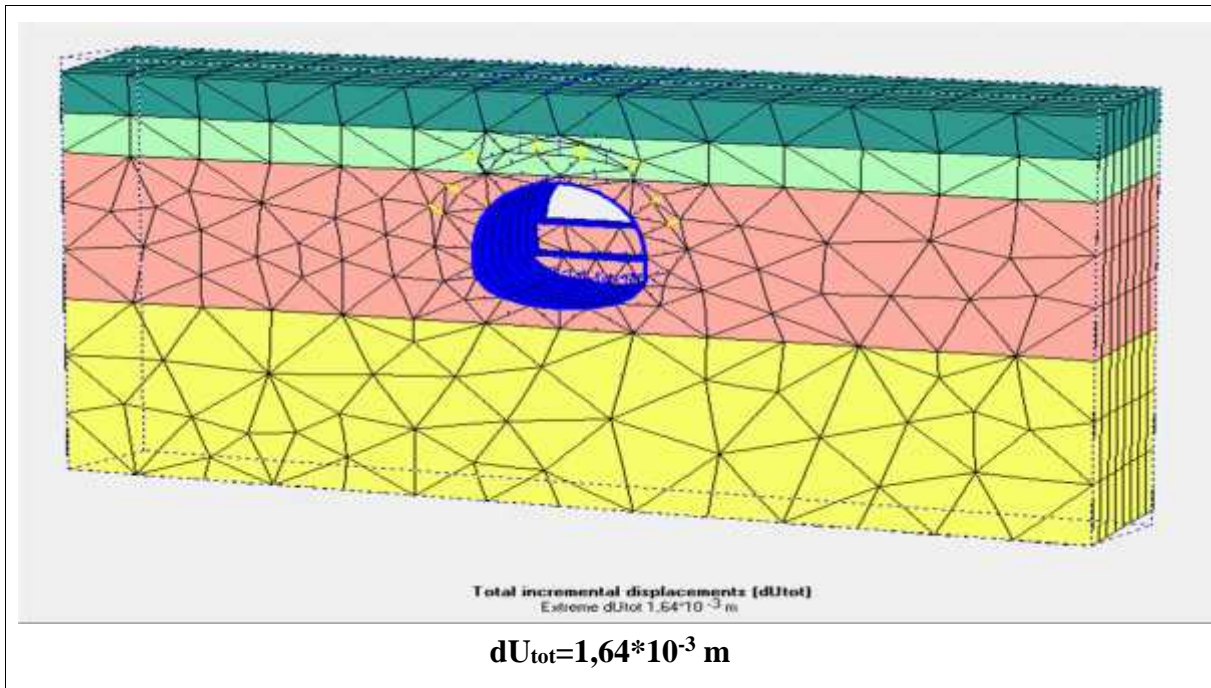 Total incremental displacements (dUtot)
Extreme dUtot 1,64*10 -3 m
dUtot=1,64*10-3 m